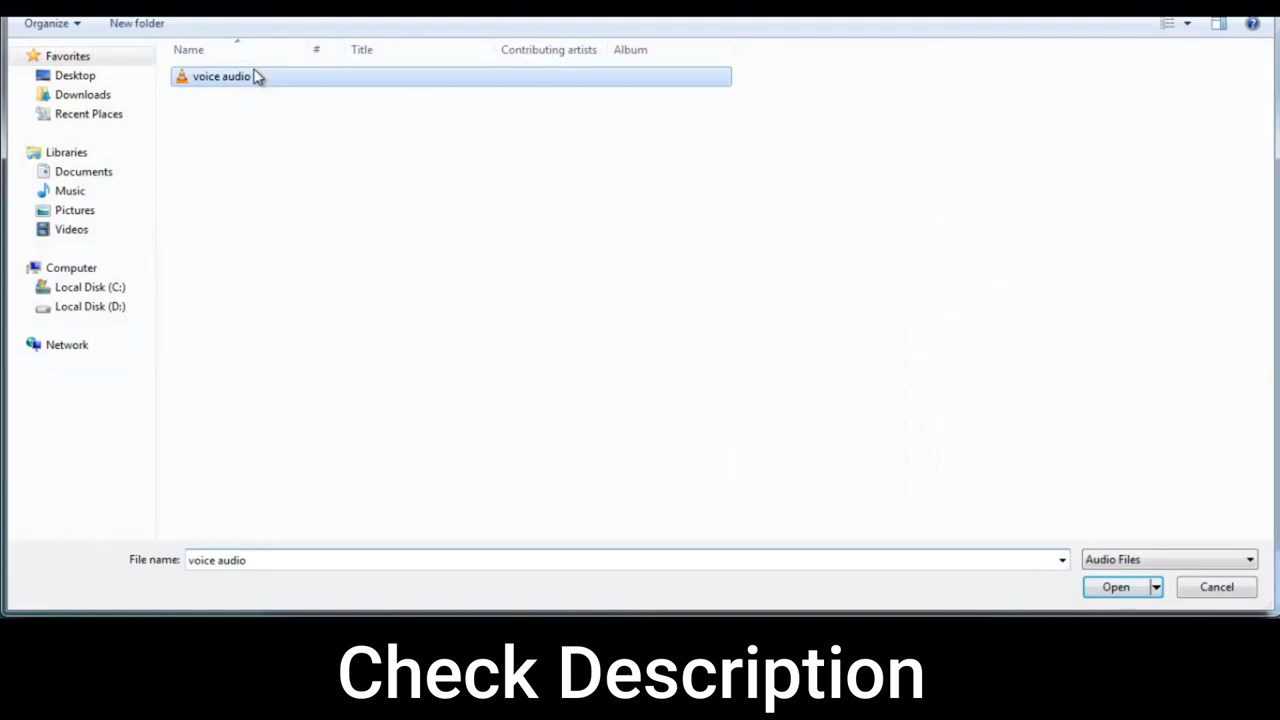 Organize New folder
Name # Title Contributing artists Album
Favorites
Desktop
Downloads
Recent Places
Libraries
Documents
Music
Pictures
Videos
Computer
Local Disk (C:)
Local Disk (D:)
Network
voice audio
File name: voice audio Audio Files
Open Cancel
Check Description